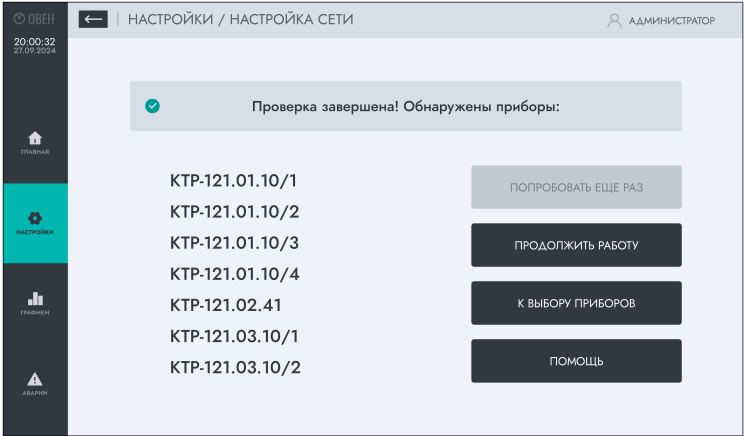 ОВЕН
НАСТРОЙКИ / НАСТРОЙКА СЕТИ
АДМИНИСТРАТОР
20:00:32
27.09.2024
Проверка завершена! Обнаружены приборы:
ГЛАВНАЯ
НАСТРОЙКИ
ГРАФИКИ
АВАРИИ
КТР-121.01.10/1
КТР-121.01.10/2
КТР-121.01.10/3
КТР-121.01.10/4
КТР-121.02.41
КТР-121.03.10/1
КТР-121.03.10/2
ПОПРОБОВАТЬ ЕЩЕ РАЗ
ПРОДОЛЖИТЬ РАБОТУ
К ВЫБОРУ ПРИБОРОВ
ПОМОЩЬ